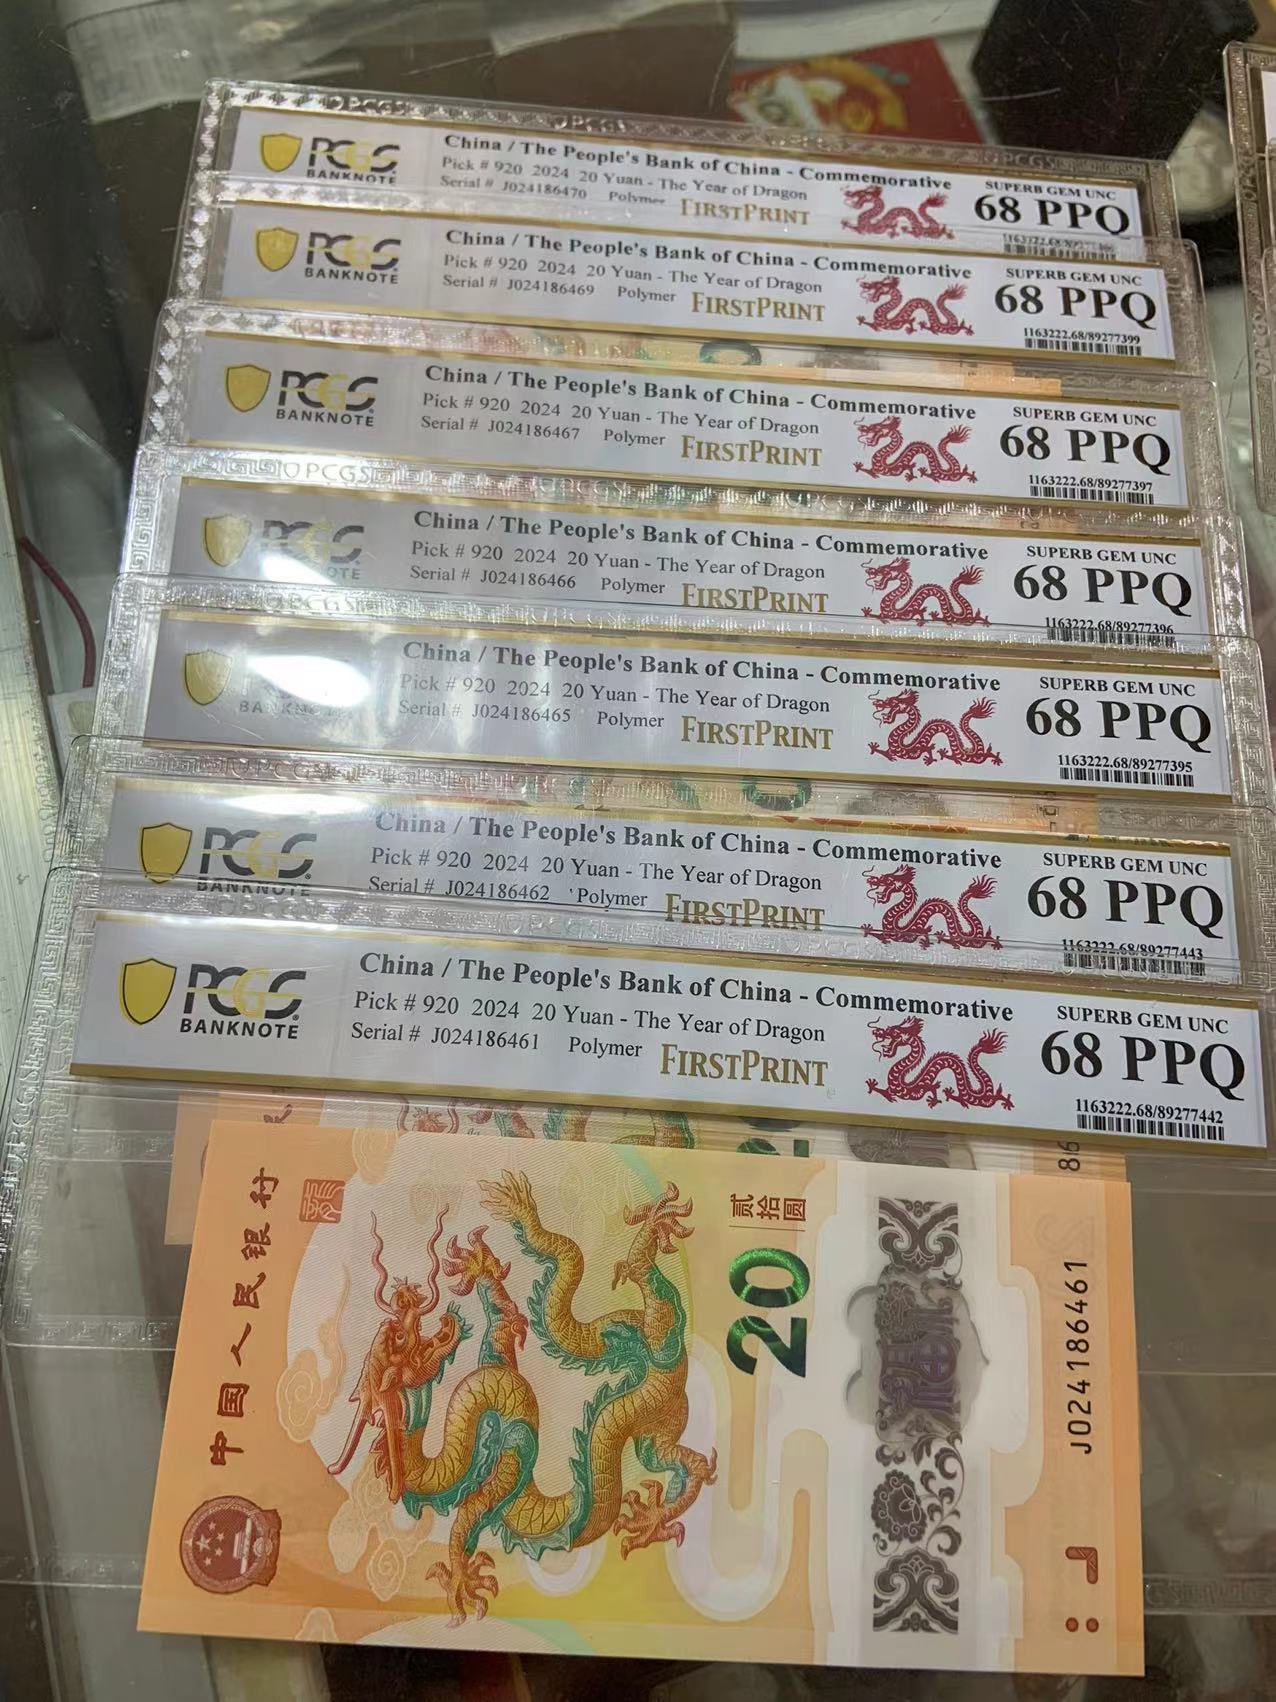 PCGS
BANKNOTE
China / The People's Bank of China - Commemorative
Pick # 920 2024 20 Yuan - The Year of Dragon
Serial # J024186470 Polymer FIRSTPRINT
SUPERB GEM UNC
68 PPQ
PCGS
BANKNOTE
China / The People's Bank of China - Commemorative
Pick # 920 2024 20 Yuan - The Year of Dragon
Serial # J024186469 Polymer FIRSTPRINT
SUPERB GEM UNC
68 PPQ
1163222.68/89277399
PCGS
BANKNOTE
China / The People's Bank of China - Commemorative
Pick # 920 2024 20 Yuan - The Year of Dragon
Serial # J024186467 Polymer FIRSTPRINT
SUPERB GEM UNC
68 PPQ
1163222.68/89277397
PCGS
China / The People's Bank of China - Commemorative
Pick # 920 2024 20 Yuan - The Year of Dragon
Serial # J024186466 Polymer FIRSTPRINT
SUPERB GEM UNC
68 PPQ
1163222.68/89277396
China / The People's Bank of China - Commemorative
Pick # 920 2024 20 Yuan - The Year of Dragon
Serial # J024186465 Polymer FIRSTPRINT
SUPERB GEM UNC
68 PPQ
1163222.68/89277395
PCGS
BANKNOTE
China / The People's Bank of China - Commemorative
Pick # 920 2024 20 Yuan - The Year of Dragon
Serial # J024186462 Polymer FIRSTPRINT
SUPERB GEM UNC
68 PPQ
1163222.68/89277443
PCGS
BANKNOTE
China / The People's Bank of China - Commemorative
Pick # 920 2024 20 Yuan - The Year of Dragon
Serial # J024186461 Polymer FIRSTPRINT
SUPERB GEM UNC
68 PPQ
1163222.68/89277442
中国人民银行
贰拾圆
20
J024186461